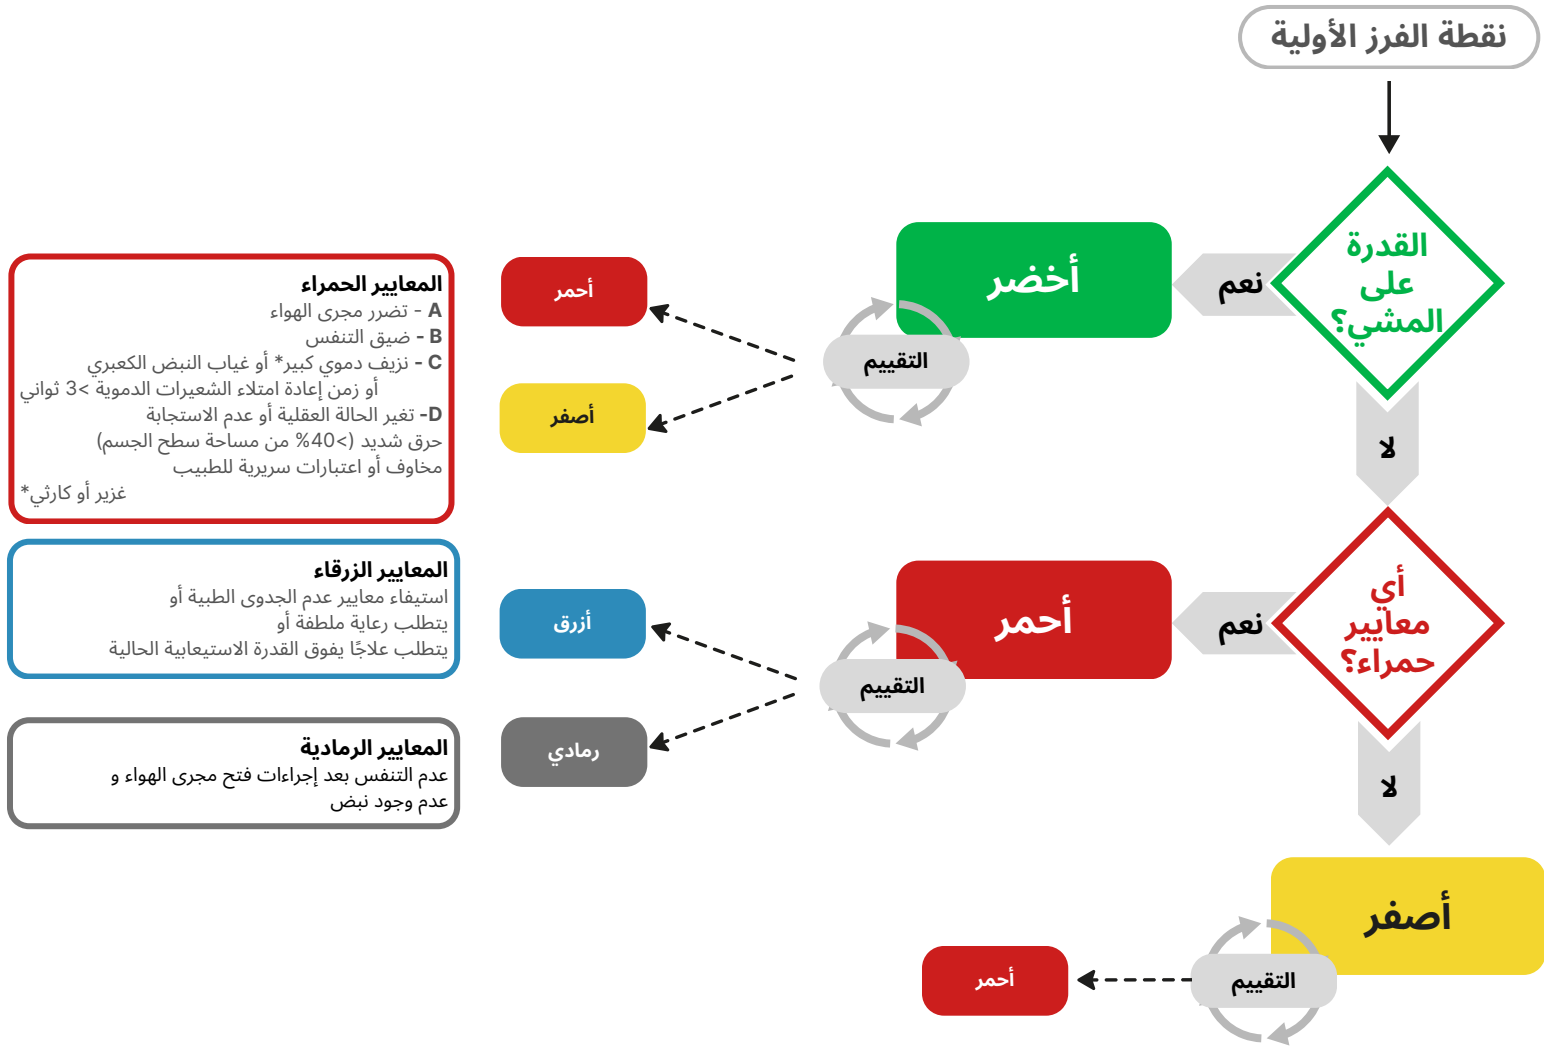 نقطة الفرز الأولية
القدرة
على
المشي؟
نعم
أخضر
التقييم
أحمر
أصفر
لا
أي
معايير
حمراء؟
نعم
أحمر
التقييم
أزرق
رمادي
لا
أصفر
التقييم
أحمر
المعايير الحمراء
A - تضرر مجرى الهواء
B - ضيق التنفس
C - نزيف دموي كبير* أو غياب النبض الكعبري
أو زمن إعادة امتلاء الشعيرات الدموية >3 ثواني
D- تغير الحالة العقلية أو عدم الاستجابة
حرق شديد (>40% من مساحة سطح الجسم)
مخاوف أو اعتبارات سريرية للطبيب
غزير أو كارثي*
المعايير الزرقاء
استيفاء معايير عدم الجدوى الطبية أو
يتطلب رعاية ملطفة أو
يتطلب علاجًا يفوق القدرة الاستيعابية الحالية
المعايير الرمادية
عدم التنفس بعد إجراءات فتح مجرى الهواء و
عدم وجود نبض